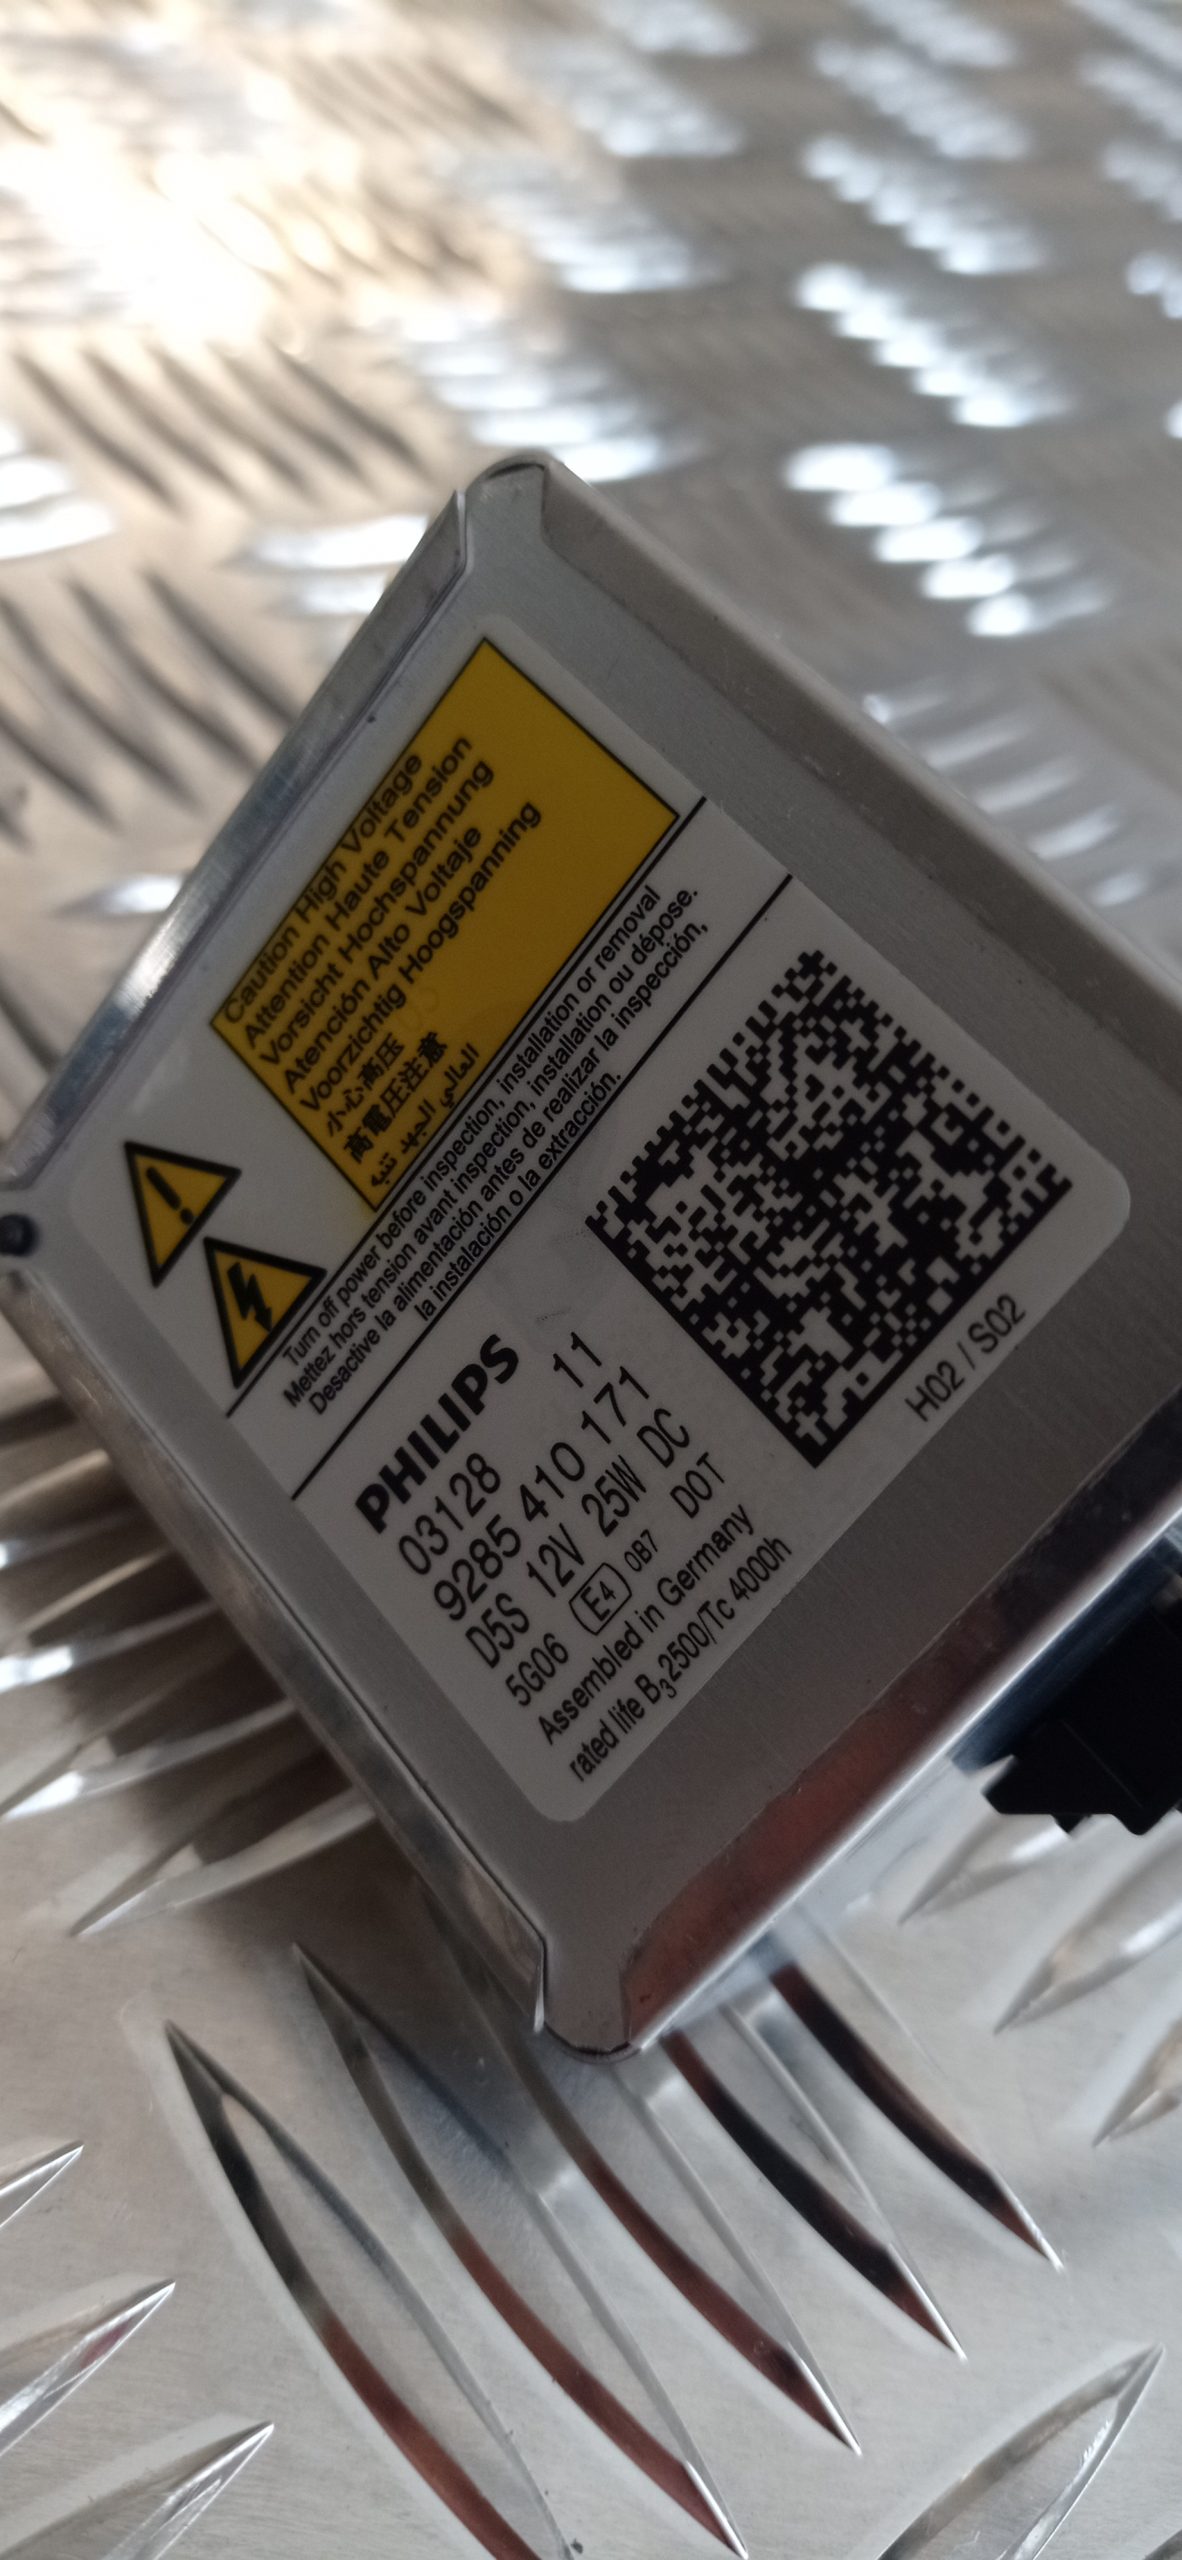 Caution High Voltage
Attention Haute Tension
Vorsicht Hochspannung
Atención Alto Voltaje
Voorzichtig Hoogspanning
小心高压
高電圧注意
العالي الجهد تنبيه
Turn off power before inspection, installation or removal
Mettez hors tension avant inspection, installation ou dépose.
Desactive la alimentación antes de realizar la inspección,
la instalación o la extracción.
PHILIPS
03128 11
9285 410 171
D5S 12V 25W DC
5G06 E4 0B7 DOT
Assembled in Germany
rated life B3 2500/Tc 4000h
H02 / S02